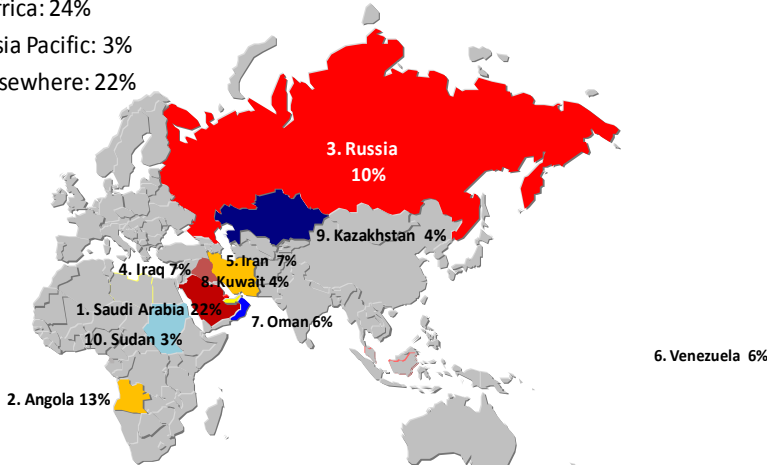 rica: 24%
sia Pacific: 3%
sewhere: 22%
3. Russia
10%
9. Kazakhstan 4%
5. Iran 7%
4. Iraq 7%
8. Kuwait 4%
1. Saudi Arabia 22%
7. Oman 6%
10. Sudan 3%
6. Venezuela 6%
2. Angola 13%